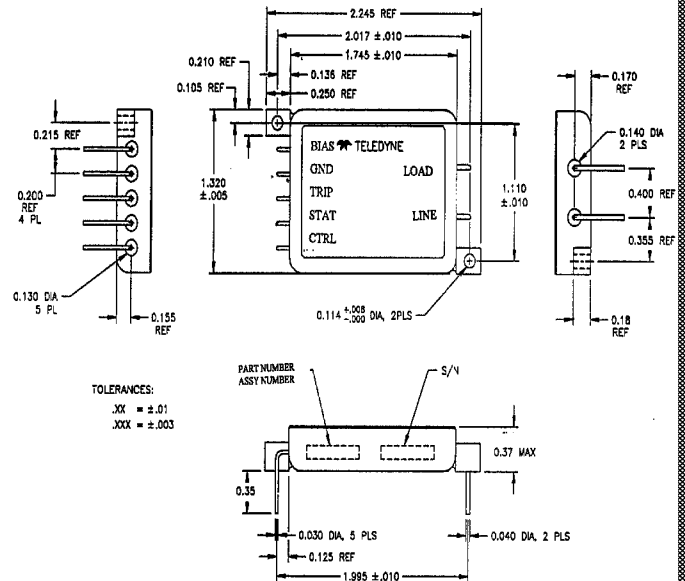 2.245 REF
2.017 ±.010
1.745 ±.010
0.210 REF
0.136 REF
0.105 REF
0.250 REF
0.170
REF
0.215 REF
0.140 DIA
2 PLS
BIAS TELEDYNE
GND
LOAD
TRIP
STAT
LINE
CTRL
0.200
REF
4 PL
1.320
±.005
1.110
±.010
0.400 REF
0.355 REF
0.130 DIA
5 PL
0.155
REF
0.114 +.008 -.000 DIA, 2PLS
0.18
REF
PART NUMBER
ASSY NUMBER
S/N
TOLERANCES:
.XX = ±.01
.XXX = ±.003
0.37 MAX
0.35
0.030 DIA, 5 PLS
0.040 DIA, 2 PLS
0.125 REF
1.995 ±.010